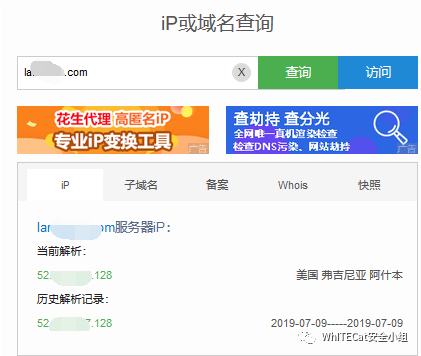 iP或域名查询
la .com X 查询 访问
花生代理 高匿名iP
专业iP变换工具
广告
查劫持 查分光
全网唯一真机渲染检查
检查DNS污染、网站劫持
广告
iP 子域名 备案 Whois 快照
la om服务器iP：
当前解析：
52. .128 美国 弗吉尼亚 阿什本
历史解析记录：
52. .128 2019-07-09-----2019-07-09
WhITECat安全小组